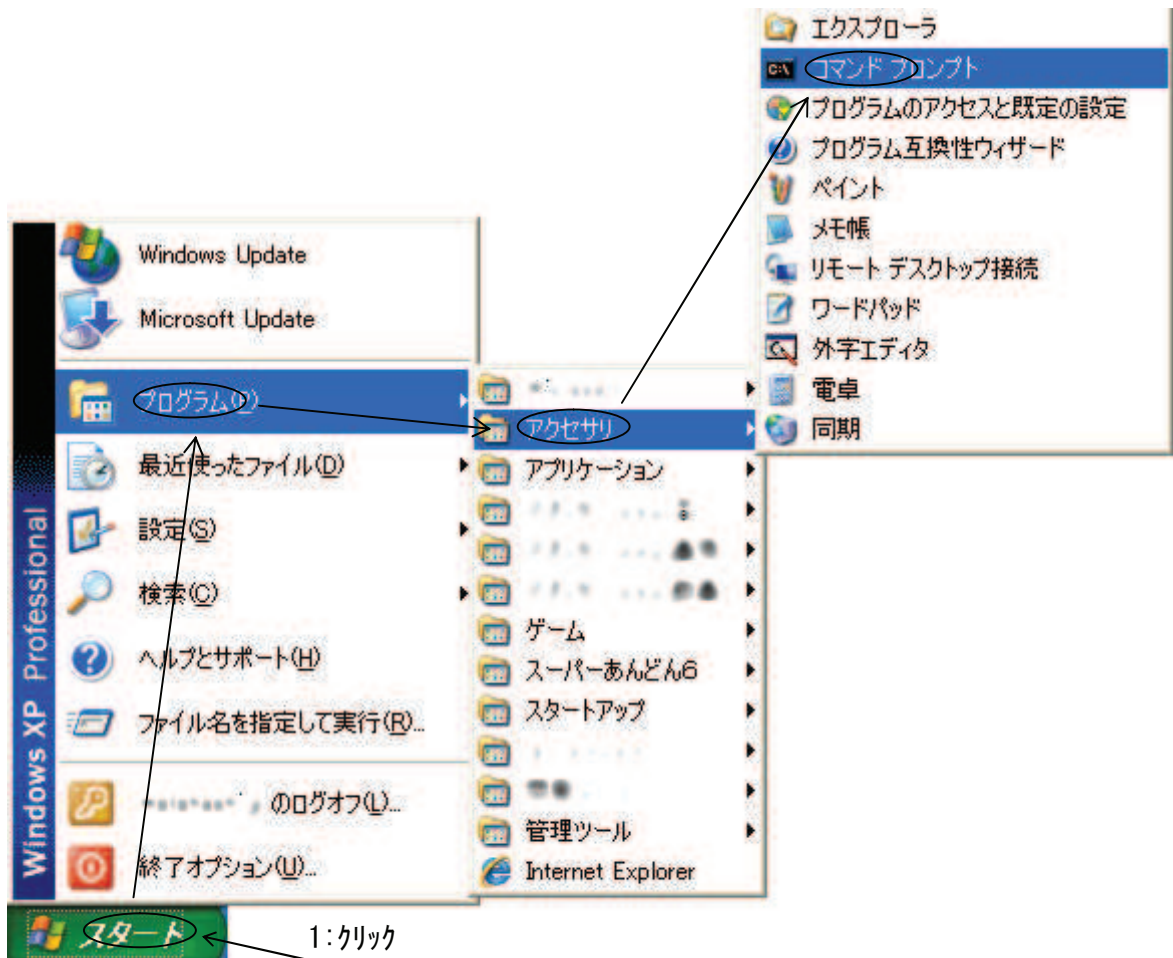 エクスプローラ
コマンド プロンプト
プログラムのアクセスと既定の設定
プログラム互換性ウィザード
ペイント
メモ帳
リモート デスクトップ接続
ワードパッド
外字エディタ
電卓
同期
Windows Update
Microsoft Update
プログラム(P)
最近使ったファイル(D)
設定(S)
検索(C)
ヘルプとサポート(H)
ファイル名を指定して実行(R)...
のログオフ(L)...
終了オプション(U)...
Windows XP Professional
アクセサリ
アプリケーション
ゲーム
スーパーあんどん6
スタートアップ
管理ツール
Internet Explorer
スタート
1:クリック